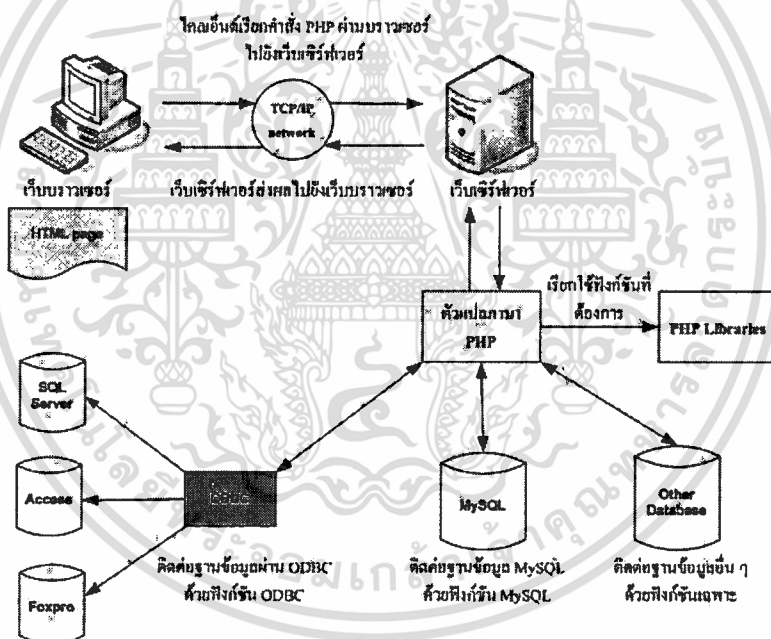 ไคลเอ็นต์เรียกคำสั่ง PHP ผ่านบราวเซอร์
ไปยังเว็บเซิร์ฟเวอร์
TCP/IP
network
เว็บบราวเซอร์
เว็บเซิร์ฟเวอร์ส่งผลไปยังเว็บบราวเซอร์
เว็บเซิร์ฟเวอร์
HTML page
ตัวแปลภาษา
PHP
เรียกใช้ฟังก์ชันที่
ต้องการ
PHP Libraries
SQL
Server
Access
Foxpro
ODBC
MySQL
Other
Database
ติดต่อฐานข้อมูลผ่าน ODBC
ด้วยฟังก์ชัน ODBC
ติดต่อฐานข้อมูล MySQL
ด้วยฟังก์ชัน MySQL
ติดต่อฐานข้อมูลอื่น ๆ
ด้วยฟังก์ชันเฉพาะ